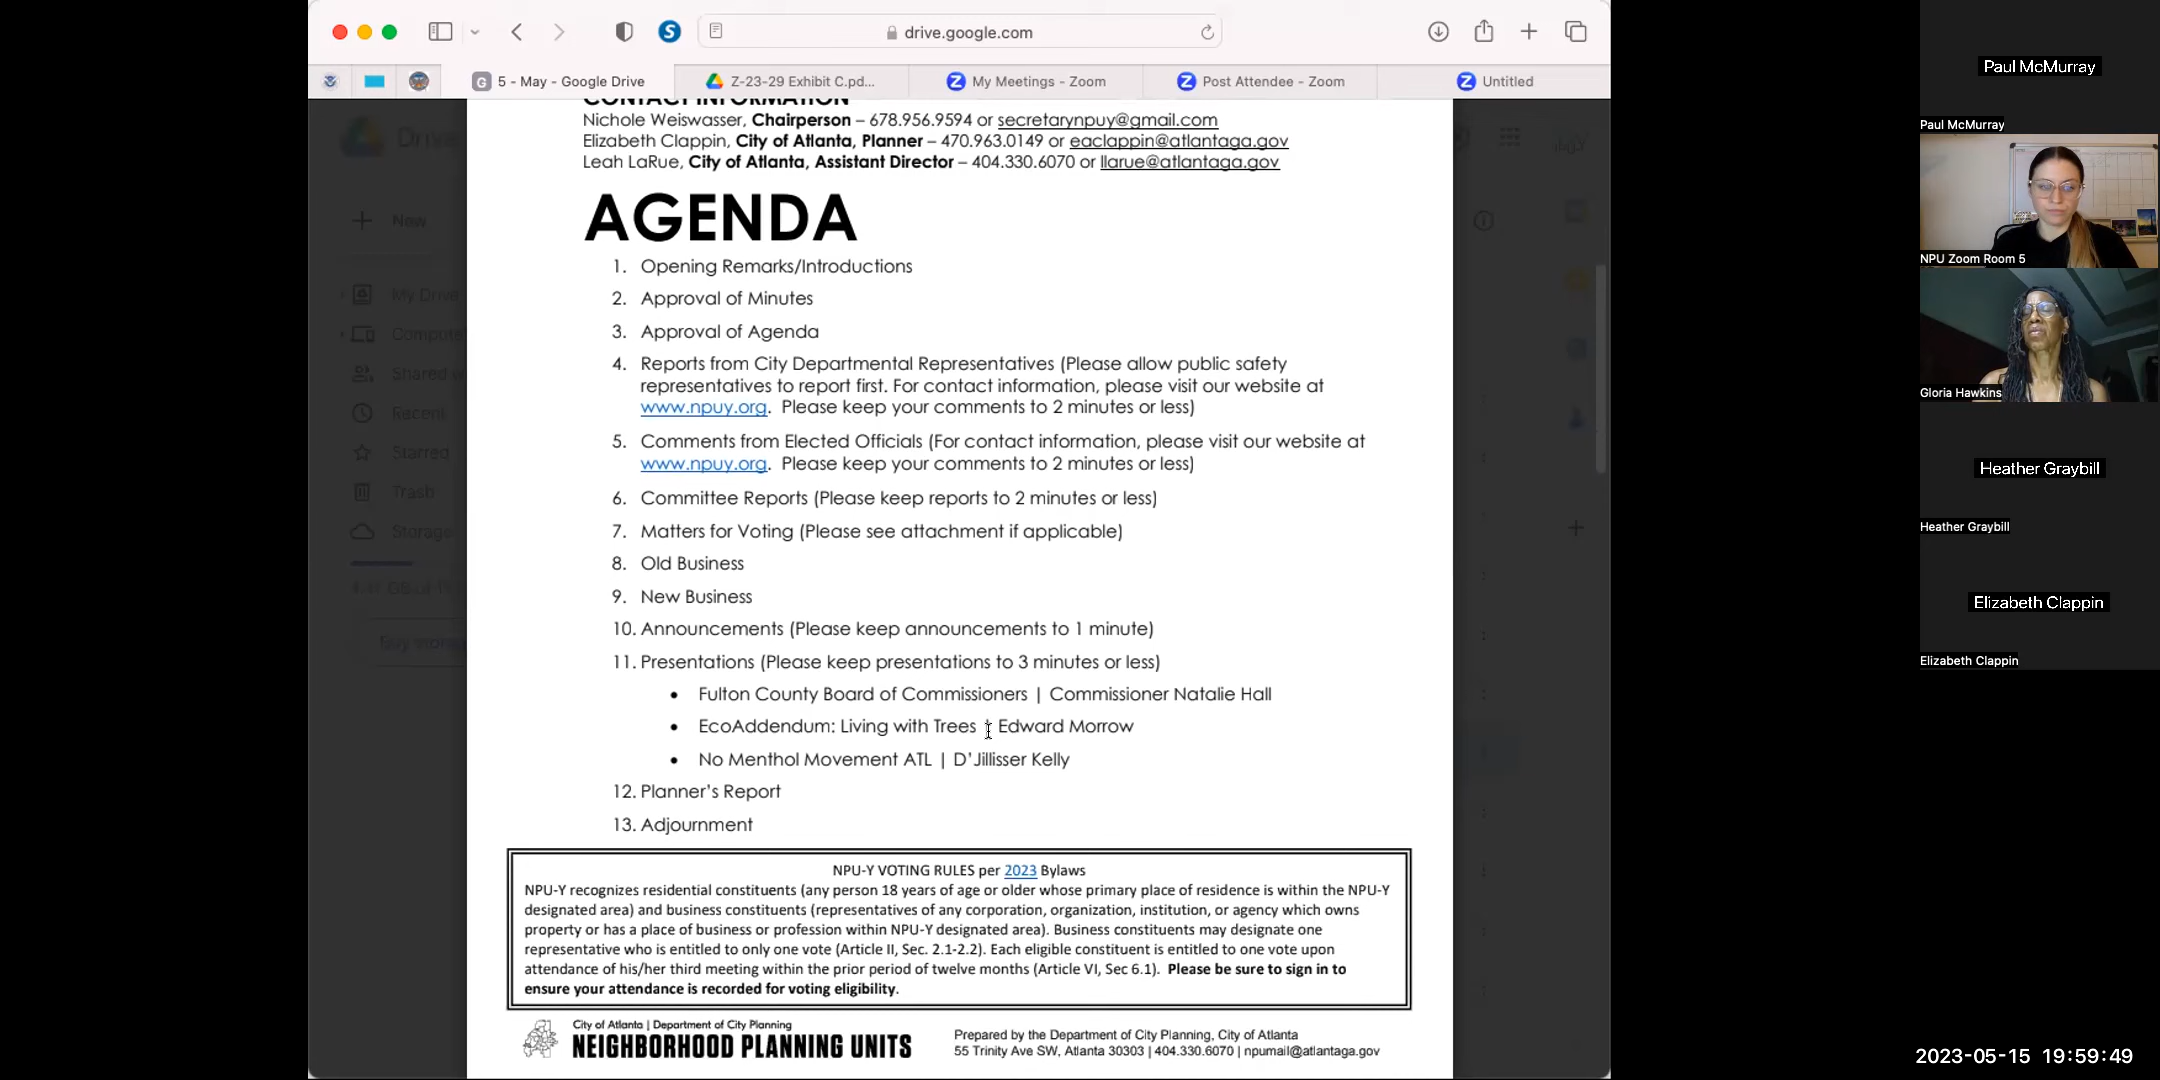 drive.google.com
5 - May - Google Drive
Z-23-29 Exhibit C.pd...
My Meetings - Zoom
Post Attendee - Zoom
Untitled
CONTACT INFORMATION
Nichole Weiswasser, Chairperson – 678.956.9594 or secretarynpuy@gmail.com
Elizabeth Clappin, City of Atlanta, Planner – 470.963.0149 or eaclappin@atlantaga.gov
Leah LaRue, City of Atlanta, Assistant Director – 404.330.6070 or llarue@atlantaga.gov
AGENDA
1. Opening Remarks/Introductions
2. Approval of Minutes
3. Approval of Agenda
4. Reports from City Departmental Representatives (Please allow public safety
representatives to report first. For contact information, please visit our website at
www.npuy.org. Please keep your comments to 2 minutes or less)
5. Comments from Elected Officials (For contact information, please visit our website at
www.npuy.org. Please keep your comments to 2 minutes or less)
6. Committee Reports (Please keep reports to 2 minutes or less)
7. Matters for Voting (Please see attachment if applicable)
8. Old Business
9. New Business
10. Announcements (Please keep announcements to 1 minute)
11. Presentations (Please keep presentations to 3 minutes or less)
• Fulton County Board of Commissioners | Commissioner Natalie Hall
• EcoAddendum: Living with Trees | Edward Morrow
• No Menthol Movement ATL | D'Jillisser Kelly
12. Planner's Report
13. Adjournment
NPU-Y VOTING RULES per 2023 Bylaws
NPU-Y recognizes residential constituents (any person 18 years of age or older whose primary place of residence is within the NPU-Y
designated area) and business constituents (representatives of any corporation, organization, institution, or agency which owns
property or has a place of business or profession within NPU-Y designated area). Business constituents may designate one
representative who is entitled to only one vote (Article II, Sec. 2.1-2.2). Each eligible constituent is entitled to one vote upon
attendance of his/her third meeting within the prior period of twelve months (Article VI, Sec 6.1). Please be sure to sign in to
ensure your attendance is recorded for voting eligibility.
City of Atlanta | Department of City Planning
NEIGHBORHOOD PLANNING UNITS
Prepared by the Department of City Planning, City of Atlanta
55 Trinity Ave SW, Atlanta 30303 | 404.330.6070 | npumail@atlantaga.gov
Drive
New
My Drive
Compute
Shared
Recent
Starred
Trash
Storage
Buy storag
Paul McMurray
Paul McMurray
NPU Zoom Room 5
Gloria Hawkins
Heather Graybill
Heather Graybill
Elizabeth Clappin
Elizabeth Clappin
2023-05-15 19:59:49